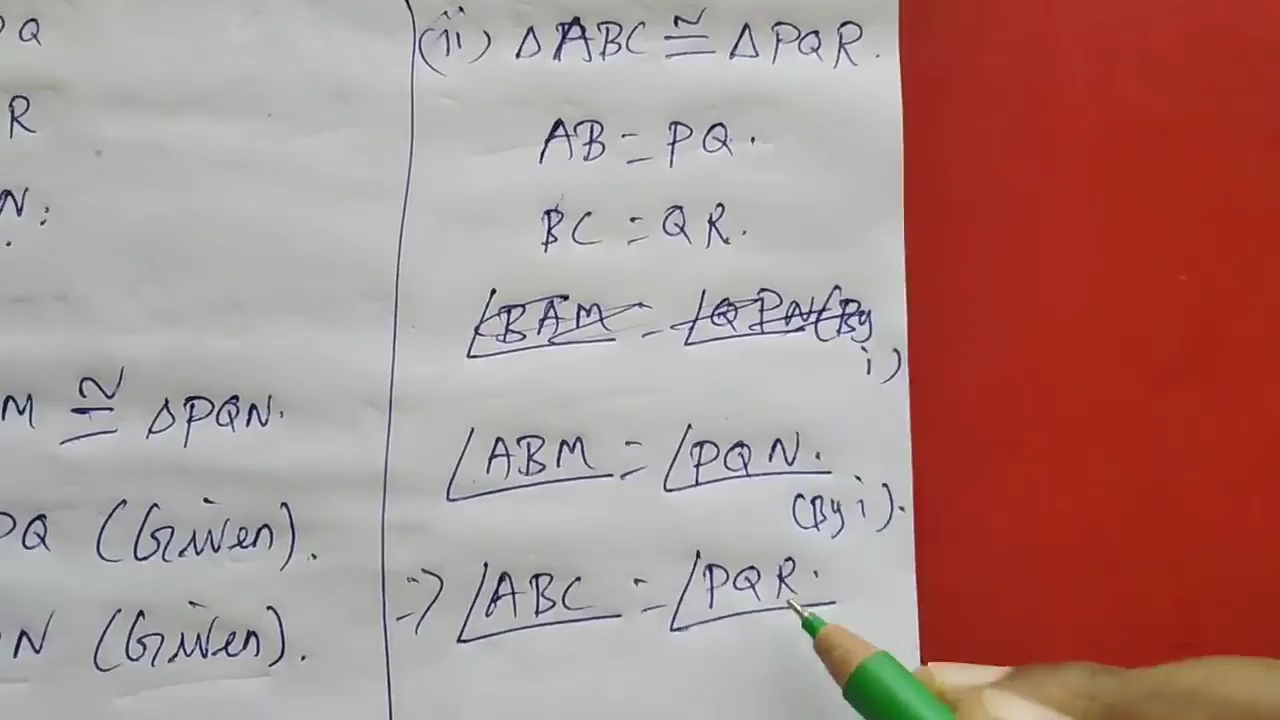 Q
R
N:
M ≅ ΔPQN.
PQ (Given).
N (Given).
(ii) ΔABC ≅ ΔPQR.
AB = PQ.
BC = QR.
∠BAM = ∠QPN (By
i)
∠ABM = ∠PQN.
(By i).
=> ∠ABC = ∠PQR.